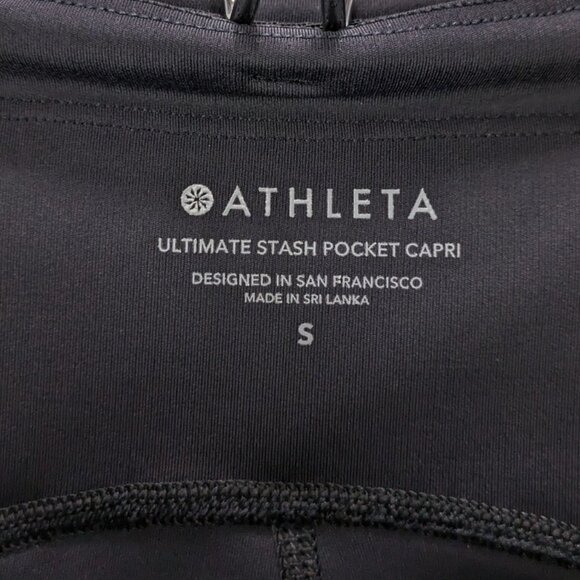 ATHLETA
ULTIMATE STASH POCKET CAPRI
DESIGNED IN SAN FRANCISCO
MADE IN SRI LANKA
S